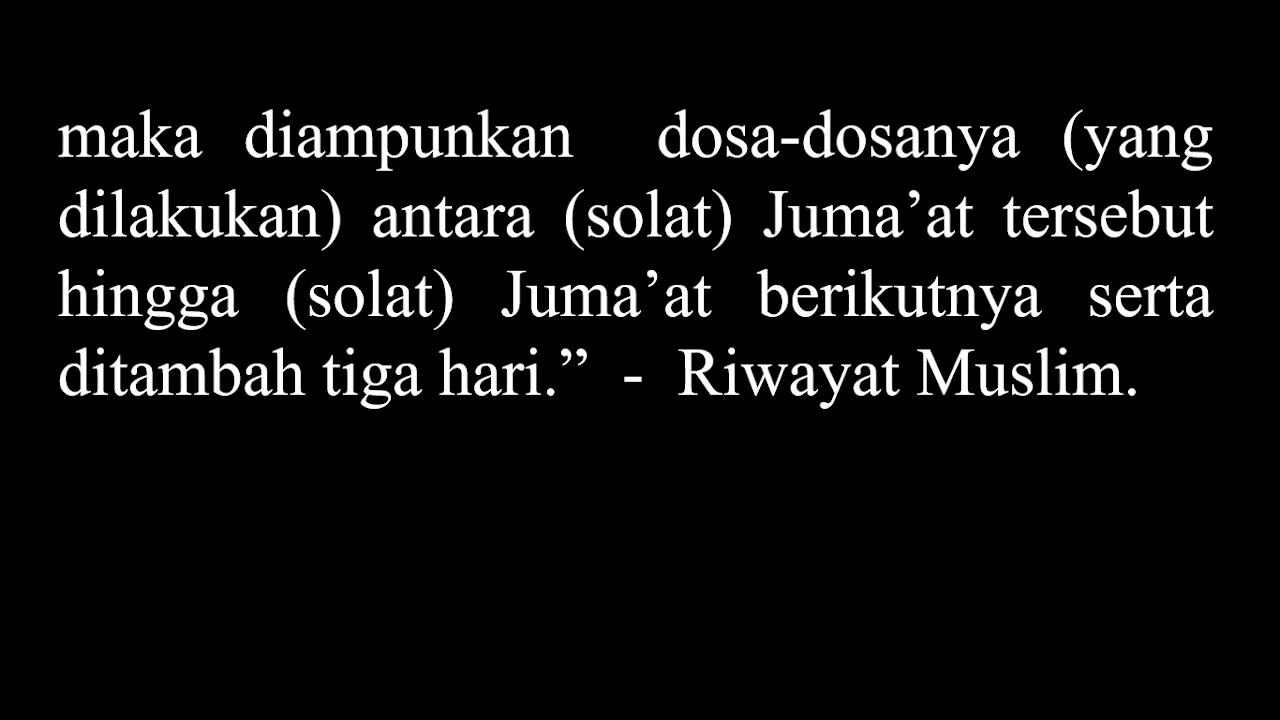 maka diampunkan dosa-dosanya (yang
dilakukan) antara (solat) Juma’at tersebut
hingga (solat) Juma’at berikutnya serta
ditambah tiga hari.” - Riwayat Muslim.